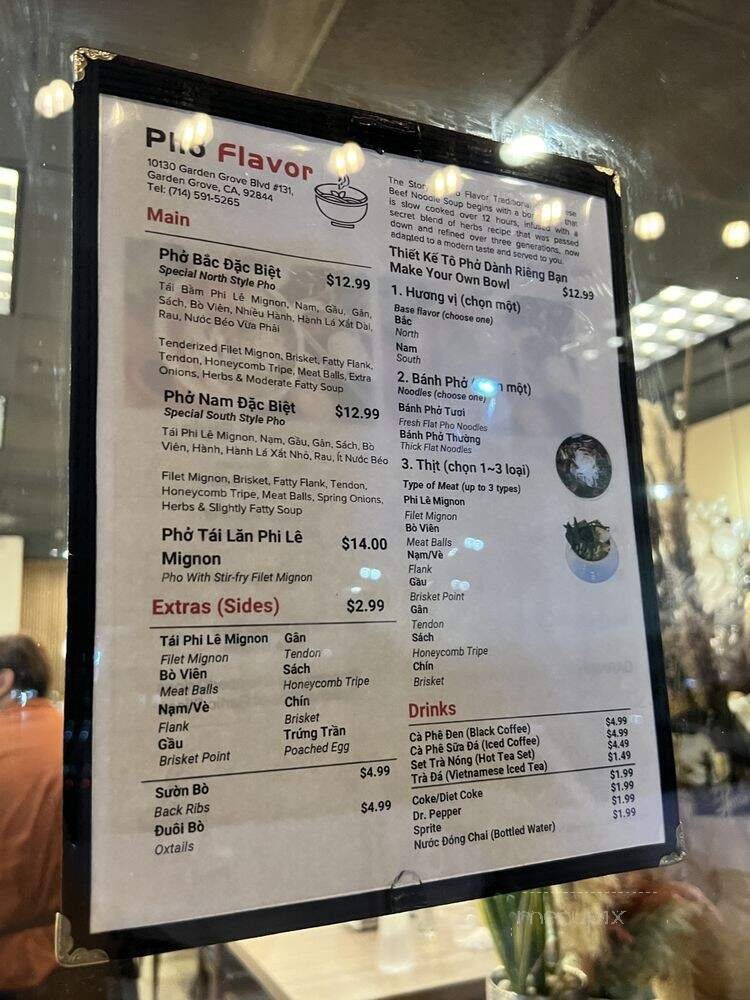 Phở Flavor
10130 Garden Grove Blvd #131,
Garden Grove, CA, 92844
Tel: (714) 591-5265
Main
Phở Bắc Đặc Biệt $12.99
Special North Style Pho
Tái Bằm Phi Lê Mignon, Nạm, Gầu, Gân,
Sách, Bò Viên, Nhiều Hành, Hành Lá Xắt Dài,
Rau, Nước Béo Vừa Phải
Tenderized Filet Mignon, Brisket, Fatty Flank,
Tendon, Honeycomb Tripe, Meat Balls, Extra
Onions, Herbs & Moderate Fatty Soup
Phở Nam Đặc Biệt $12.99
Special South Style Pho
Tái Phi Lê Mignon, Nạm, Gầu, Gân, Sách, Bò
Viên, Hành, Hành Lá Xắt Nhỏ, Rau, Ít Nước Béo
Filet Mignon, Brisket, Fatty Flank, Tendon,
Honeycomb Tripe, Meat Balls, Spring Onions,
Herbs & Slightly Fatty Soup
Phở Tái Lăn Phi Lê
Mignon $14.00
Pho With Stir-fry Filet Mignon
Extras (Sides) $2.99
Tái Phi Lê Mignon
Filet Mignon
Bò Viên
Meat Balls
Nạm/Vè
Flank
Gầu
Brisket Point
Gân
Tendon
Sách
Honeycomb Tripe
Chín
Brisket
Trứng Trần
Poached Egg
Sườn Bò $4.99
Back Ribs
Đuôi Bò $4.99
Oxtails
The Flavor
Beef Noodle Soup begins with a that
is slow cooked over 12 hours, infused with a
secret blend of herbs recipe that was passed
down and refined over three generations, now
adapted to a modern taste and served to you.
Thiết Kế Tô Phở Dành Riêng Bạn
Make Your Own Bowl $12.99
1. Hương vị (chọn một)
Base flavor (choose one)
Bắc
North
Nam
South
2. Bánh Phở một)
Noodles (choose one)
Bánh Phở Tươi
Fresh Flat Pho Noodles
Bánh Phở Thường
Thick Flat Noodles
3. Thịt (chọn 1~3 loại)
Type of Meat (up to 3 types)
Phi Lê Mignon
Filet Mignon
Bò Viên
Meat Balls
Nạm/Vè
Flank
Gầu
Brisket Point
Gân
Tendon
Sách
Honeycomb Tripe
Chín
Brisket
Drinks
Cà Phê Đen (Black Coffee) $4.99
Cà Phê Sữa Đá (Iced Coffee) $4.99
Set Trà Nóng (Hot Tea Set) $4.49
Trà Đá (Vietnamese Iced Tea) $1.49
Coke/Diet Coke $1.99
Dr. Pepper $1.99
Sprite $1.99
Nước Đóng Chai (Bottled Water) $1.99